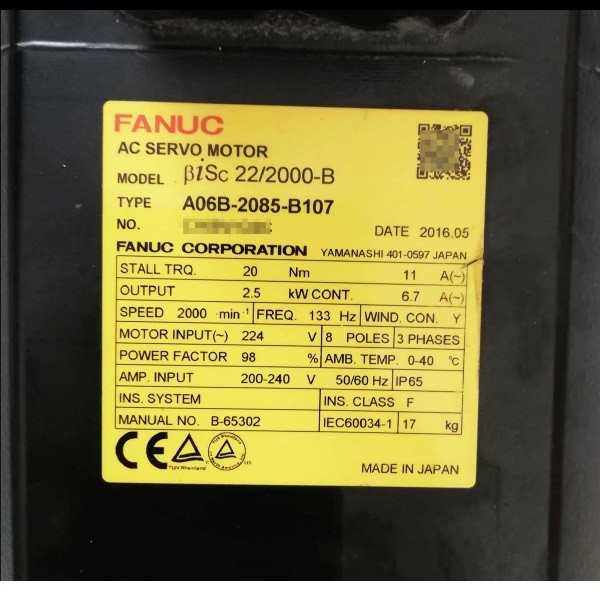 FANUC
AC SERVO MOTOR
MODEL βiSc 22/2000-B
TYPE A06B-2085-B107
NO.
DATE 2016.05
FANUC CORPORATION YAMANASHI 401-0597 JAPAN
STALL TRQ. 20 Nm 11 A(~)
OUTPUT 2.5 kW CONT. 6.7 A(~)
SPEED 2000 min⁻¹ FREQ. 133 Hz WIND. CON. Y
MOTOR INPUT(~) 224 V 8 POLES 3 PHASES
POWER FACTOR 98 % AMB. TEMP. 0-40 °C
AMP. INPUT 200-240 V 50/60 Hz IP65
INS. SYSTEM INS. CLASS F
MANUAL NO. B-65302 IEC60034-1 17 kg
CE TUV Rheinland
MADE IN JAPAN